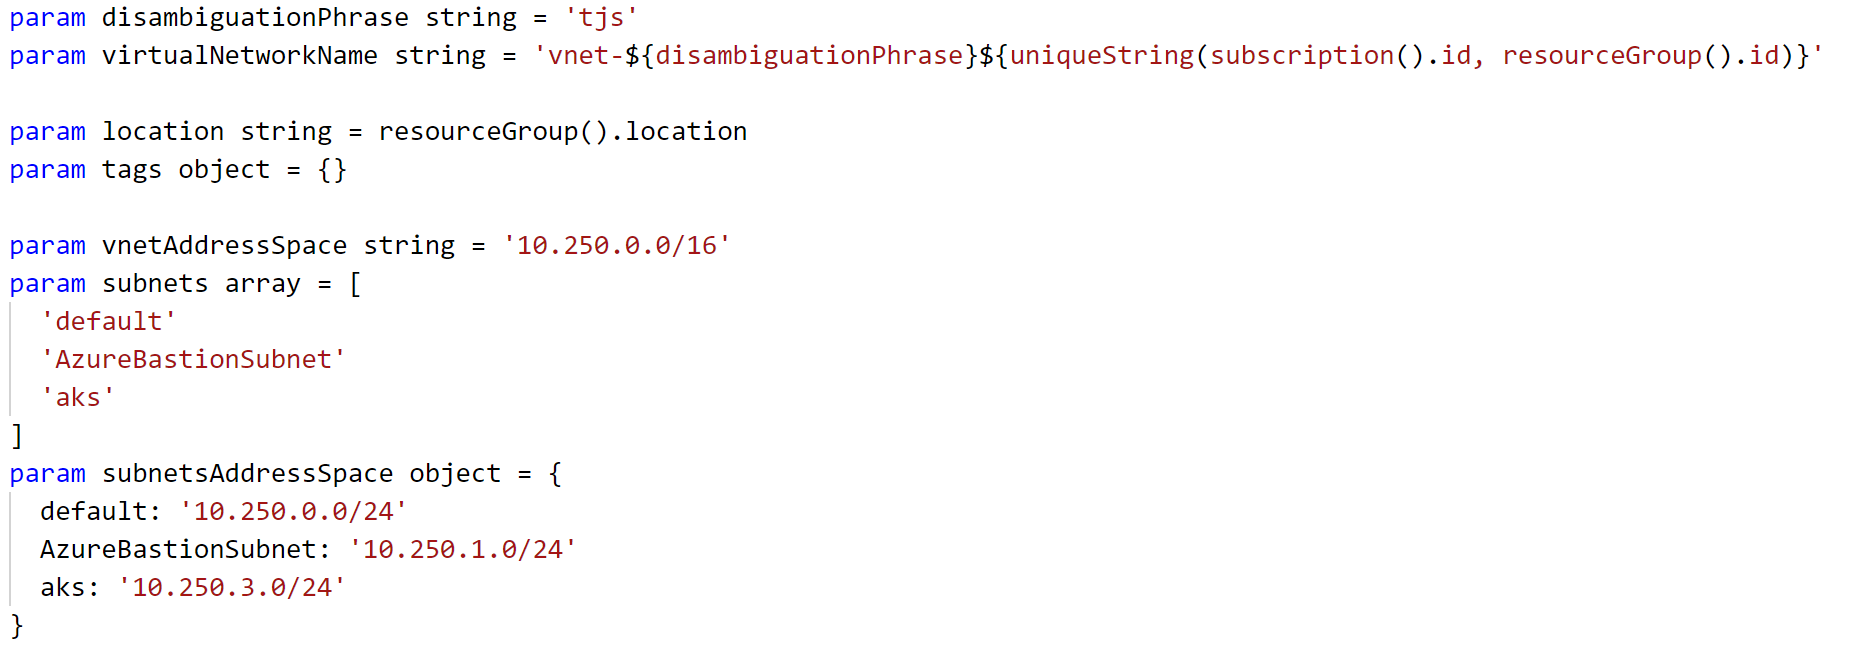 param disambiguationPhrase string = 'tjs'
param virtualNetworkName string = 'vnet-${disambiguationPhrase}${uniqueString(subscription().id, resourceGroup().id)}'
param location string = resourceGroup().location
param tags object = {}
param vnetAddressSpace string = '10.250.0.0/16'
param subnets array = [
  'default'
  'AzureBastionSubnet'
  'aks'
]
param subnetsAddressSpace object = {
  default: '10.250.0.0/24'
  AzureBastionSubnet: '10.250.1.0/24'
  aks: '10.250.3.0/24'
}